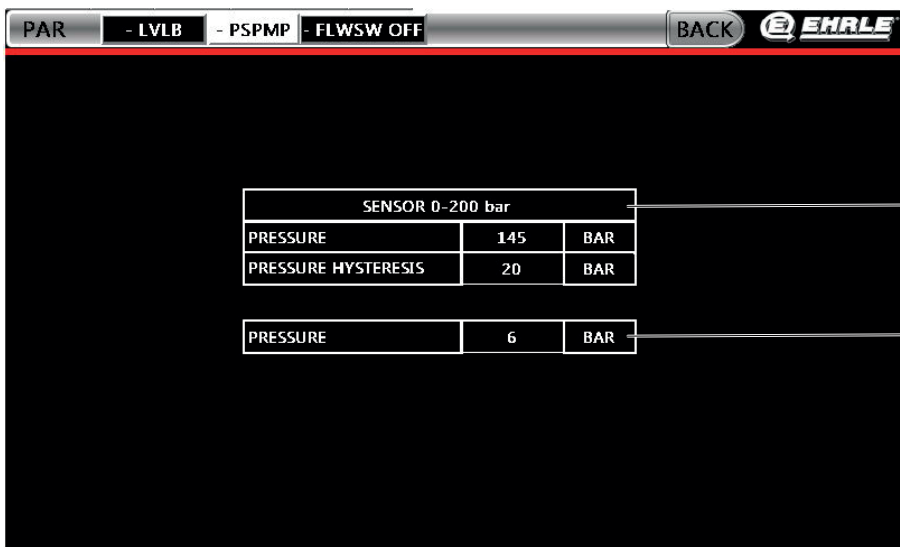 PAR - LVLB - PSPMP - FLWSW OFF BACK E EHRLE
SENSOR 0-200 bar
PRESSURE 145 BAR
PRESSURE HYSTERESIS 20 BAR
PRESSURE 6 BAR